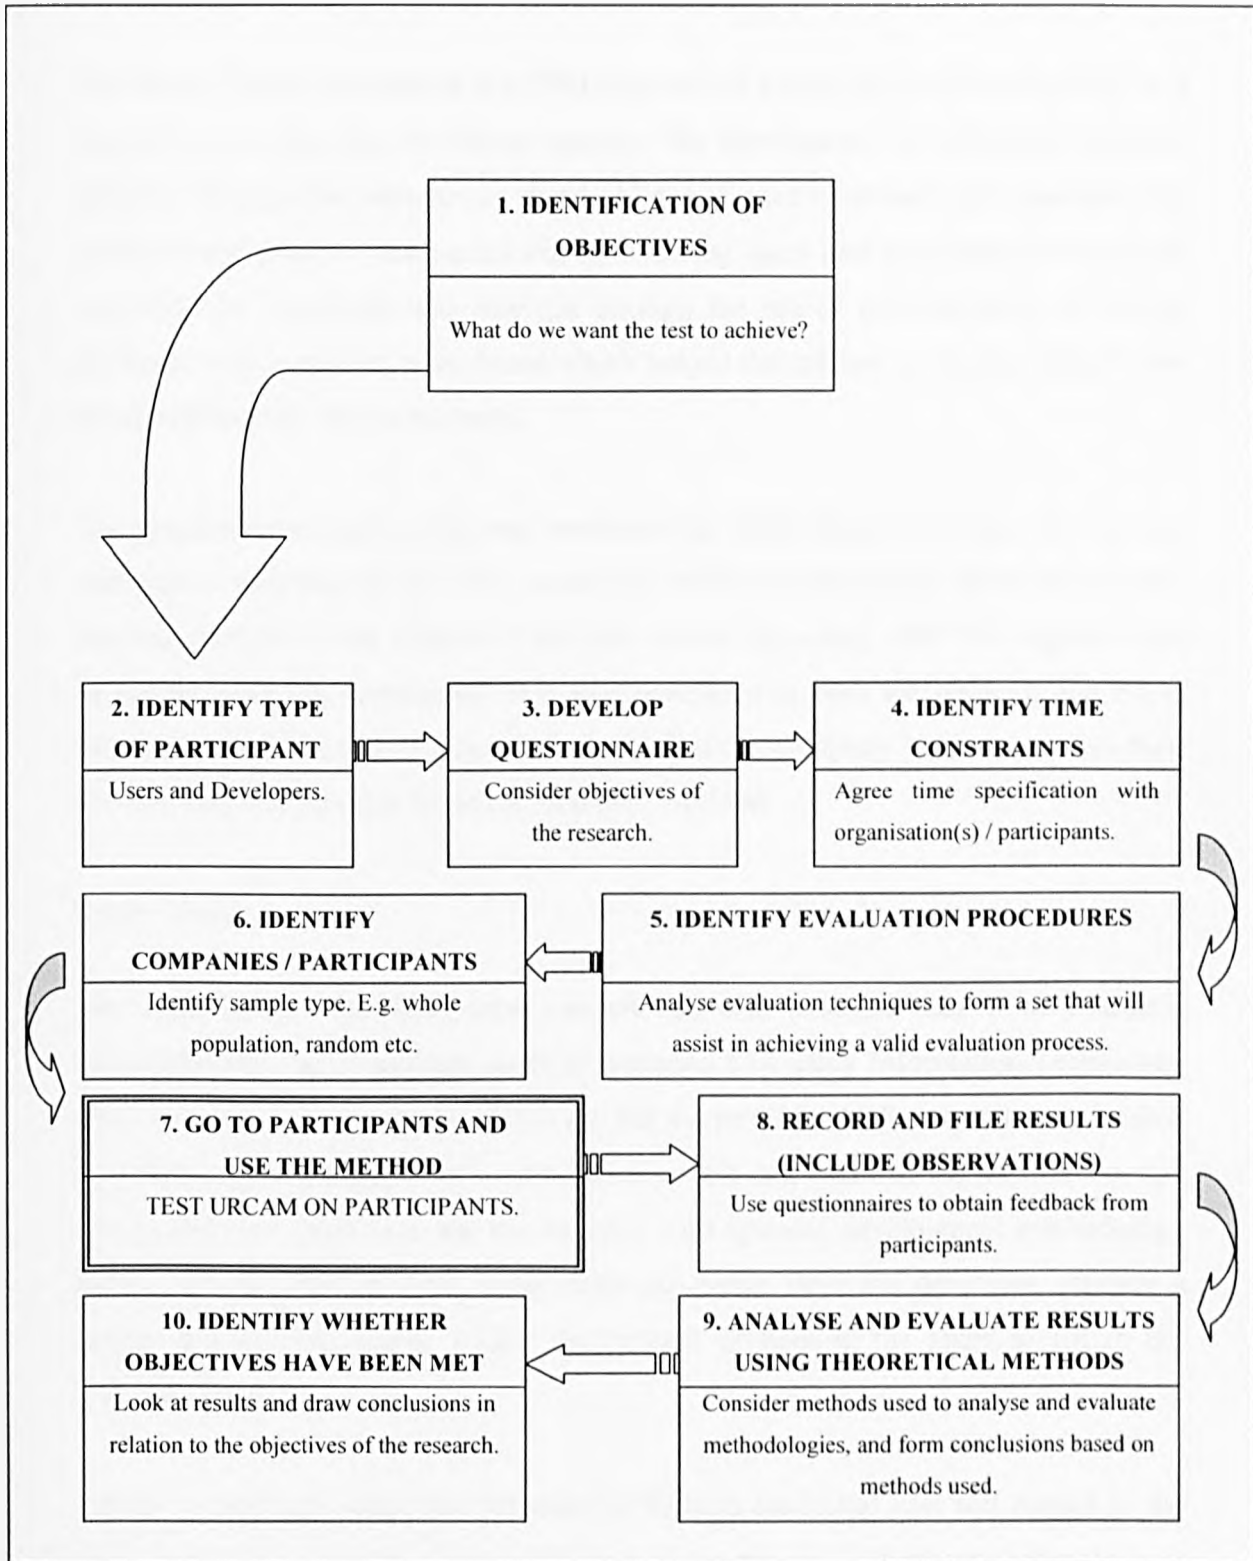 1. IDENTIFICATION OF
OBJECTIVES
What do we want the test to achieve?
2. IDENTIFY TYPE
OF PARTICIPANT
Users and Developers.
3. DEVELOP
QUESTIONNAIRE
Consider objectives of
the research.
4. IDENTIFY TIME
CONSTRAINTS
Agree time specification with
organisation(s) / participants.
5. IDENTIFY EVALUATION PROCEDURES
Analyse evaluation techniques to form a set that will
assist in achieving a valid evaluation process.
6. IDENTIFY
COMPANIES / PARTICIPANTS
Identify sample type. E.g. whole
population, random etc.
7. GO TO PARTICIPANTS AND
USE THE METHOD
TEST URCAM ON PARTICIPANTS.
8. RECORD AND FILE RESULTS
(INCLUDE OBSERVATIONS)
Use questionnaires to obtain feedback from
participants.
9. ANALYSE AND EVALUATE RESULTS
USING THEORETICAL METHODS
Consider methods used to analyse and evaluate
methodologies, and form conclusions based on
methods used.
10. IDENTIFY WHETHER
OBJECTIVES HAVE BEEN MET
Look at results and draw conclusions in
relation to the objectives of the research.